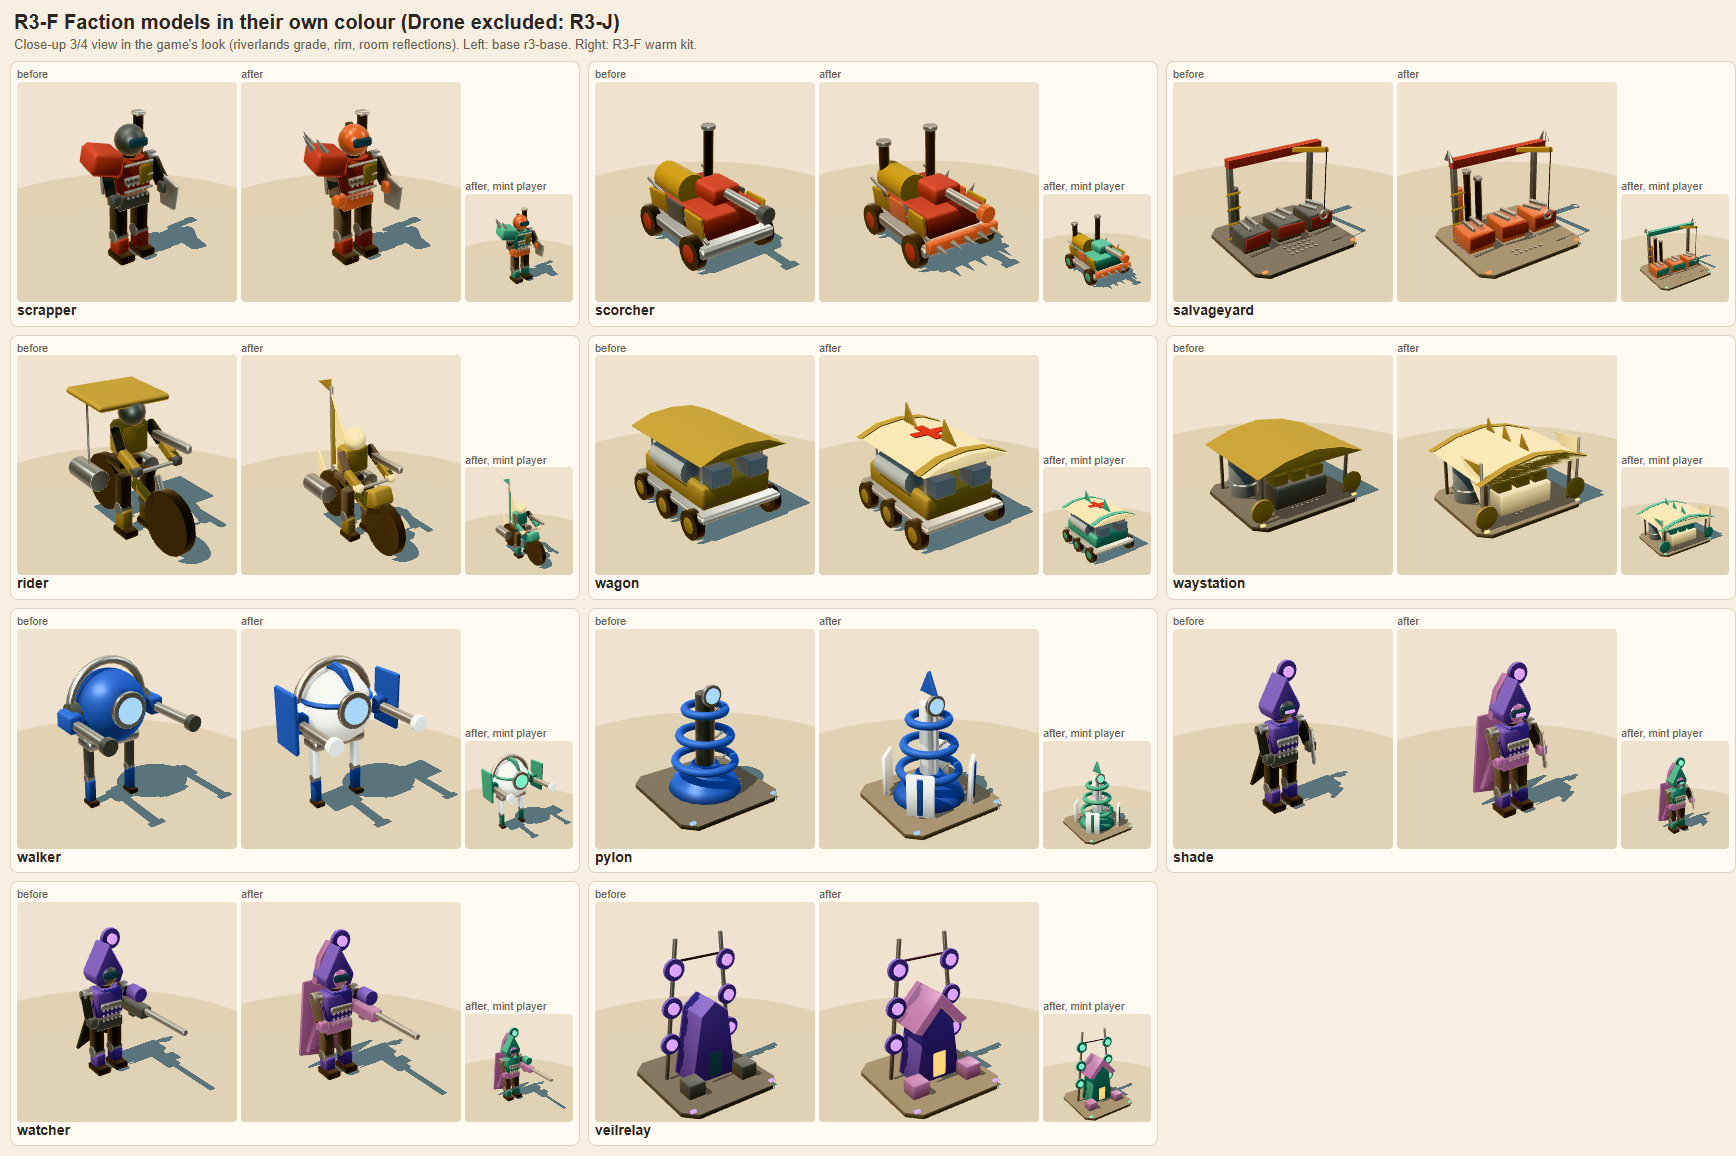 R3-F Faction models in their own colour (Drone excluded: R3-J)
Close-up 3/4 view in the game's look (riverlands grade, rim, room reflections). Left: base r3-base. Right: R3-F warm kit.
before
after
after, mint player
scrapper
before
after
after, mint player
scorcher
before
after
after, mint player
salvageyard
before
after
after, mint player
rider
before
after
after, mint player
wagon
before
after
after, mint player
waystation
before
after
after, mint player
walker
before
after
after, mint player
pylon
before
after
after, mint player
shade
before
after
after, mint player
watcher
before
after
after, mint player
veilrelay